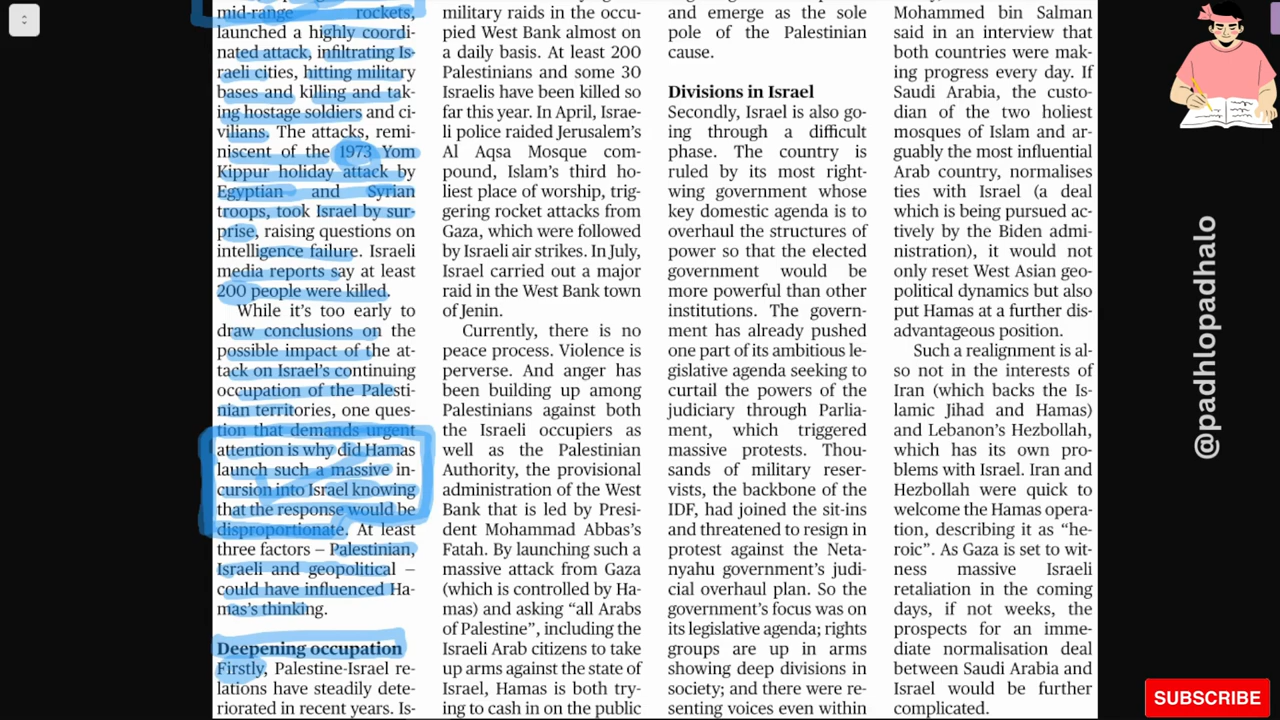 mid-range rockets,
launched a highly coordi-
nated attack, infiltrating Is-
raeli cities, hitting military
bases and killing and tak-
ing hostage soldiers and ci-
vilians. The attacks, remi-
niscent of the 1973 Yom
Kippur holiday attack by
Egyptian and Syrian
troops, took Israel by sur-
prise, raising questions on
intelligence failure. Israeli
media reports say at least
200 people were killed.
While it's too early to
draw conclusions on the
possible impact of the at-
tack on Israel's continuing
occupation of the Palesti-
nian territories, one ques-
tion that demands urgent
attention is why did Hamas
launch such a massive in-
cursion into Israel knowing
that the response would be
disproportionate. At least
three factors – Palestinian,
Israeli and geopolitical –
could have influenced Ha-
mas's thinking.
Deepening occupation
Firstly, Palestine-Israel re-
lations have steadily dete-
riorated in recent years. Is-
military raids in the occu-
pied West Bank almost on
a daily basis. At least 200
Palestinians and some 30
Israelis have been killed so
far this year. In April, Israe-
li police raided Jerusalem's
Al Aqsa Mosque com-
pound, Islam's third ho-
liest place of worship, trig-
gering rocket attacks from
Gaza, which were followed
by Israeli air strikes. In July,
Israel carried out a major
raid in the West Bank town
of Jenin.
Currently, there is no
peace process. Violence is
perverse. And anger has
been building up among
Palestinians against both
the Israeli occupiers as
well as the Palestinian
Authority, the provisional
administration of the West
Bank that is led by Presi-
dent Mohammad Abbas's
Fatah. By launching such a
massive attack from Gaza
(which is controlled by Ha-
mas) and asking “all Arabs
of Palestine”, including the
Israeli Arab citizens to take
up arms against the state of
Israel, Hamas is both try-
ing to cash in on the public
and emerge as the sole
pole of the Palestinian
cause.
Divisions in Israel
Secondly, Israel is also go-
ing through a difficult
phase. The country is
ruled by its most right-
wing government whose
key domestic agenda is to
overhaul the structures of
power so that the elected
government would be
more powerful than other
institutions. The govern-
ment has already pushed
one part of its ambitious le-
gislative agenda seeking to
curtail the powers of the
judiciary through Parlia-
ment, which triggered
massive protests. Thou-
sands of military reser-
vists, the backbone of the
IDF, had joined the sit-ins
and threatened to resign in
protest against the Neta-
nyahu government's judi-
cial overhaul plan. So the
government's focus was on
its legislative agenda; rights
groups are up in arms
showing deep divisions in
society; and there were re-
senting voices even within
Mohammed bin Salman
said in an interview that
both countries were mak-
ing progress every day. If
Saudi Arabia, the custo-
dian of the two holiest
mosques of Islam and ar-
guably the most influential
Arab country, normalises
ties with Israel (a deal
which is being pursued ac-
tively by the Biden admi-
nistration), it would not
only reset West Asian geo-
political dynamics but also
put Hamas at a further dis-
advantageous position.
Such a realignment is al-
so not in the interests of
Iran (which backs the Is-
lamic Jihad and Hamas)
and Lebanon's Hezbollah,
which has its own pro-
blems with Israel. Iran and
Hezbollah were quick to
welcome the Hamas opera-
tion, describing it as “he-
roic”. As Gaza is set to wit-
ness massive Israeli
retaliation in the coming
days, if not weeks, the
prospects for an imme-
diate normalisation deal
between Saudi Arabia and
Israel would be further
complicated.
@padhlopadhalo
SUBSCRIBE